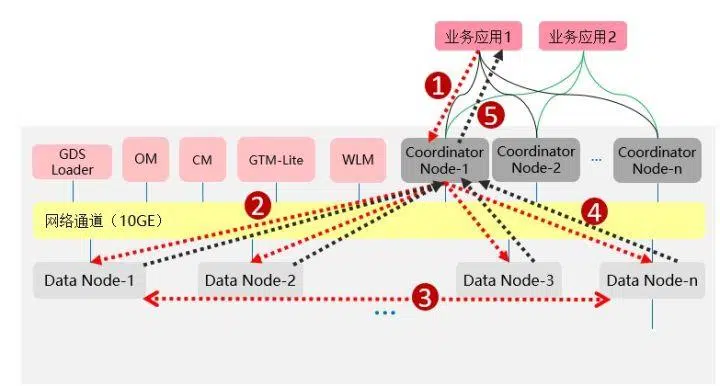 业务应用1
业务应用2
1
5
GDS
Loader
OM
CM
GTM-Lite
WLM
Coordinator
Node-1
Coordinator
Node-2
...
Coordinator
Node-n
2
4
网络通道（10GE）
Data Node-1
Data Node-2
Data Node-3
Data Node-n
3
...